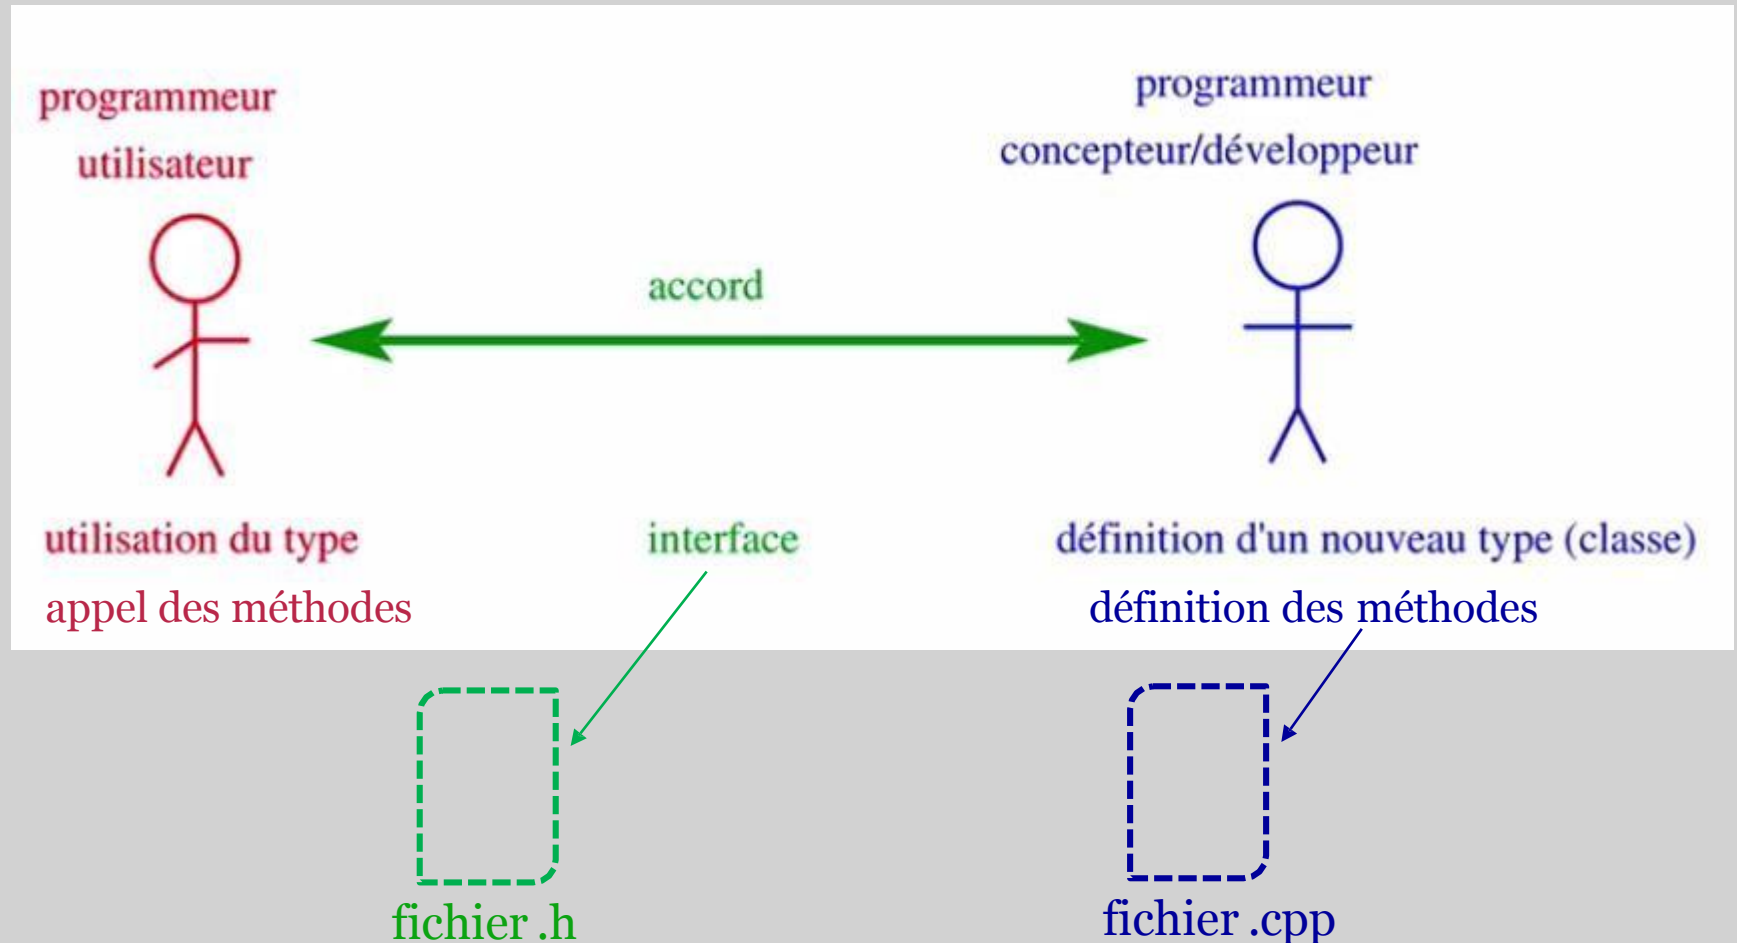 programmeur
utilisateur
programmeur
concepteur/développeur
accord
utilisation du type
appel des méthodes
interface
définition d'un nouveau type (classe)
définition des méthodes
fichier .h
fichier .cpp